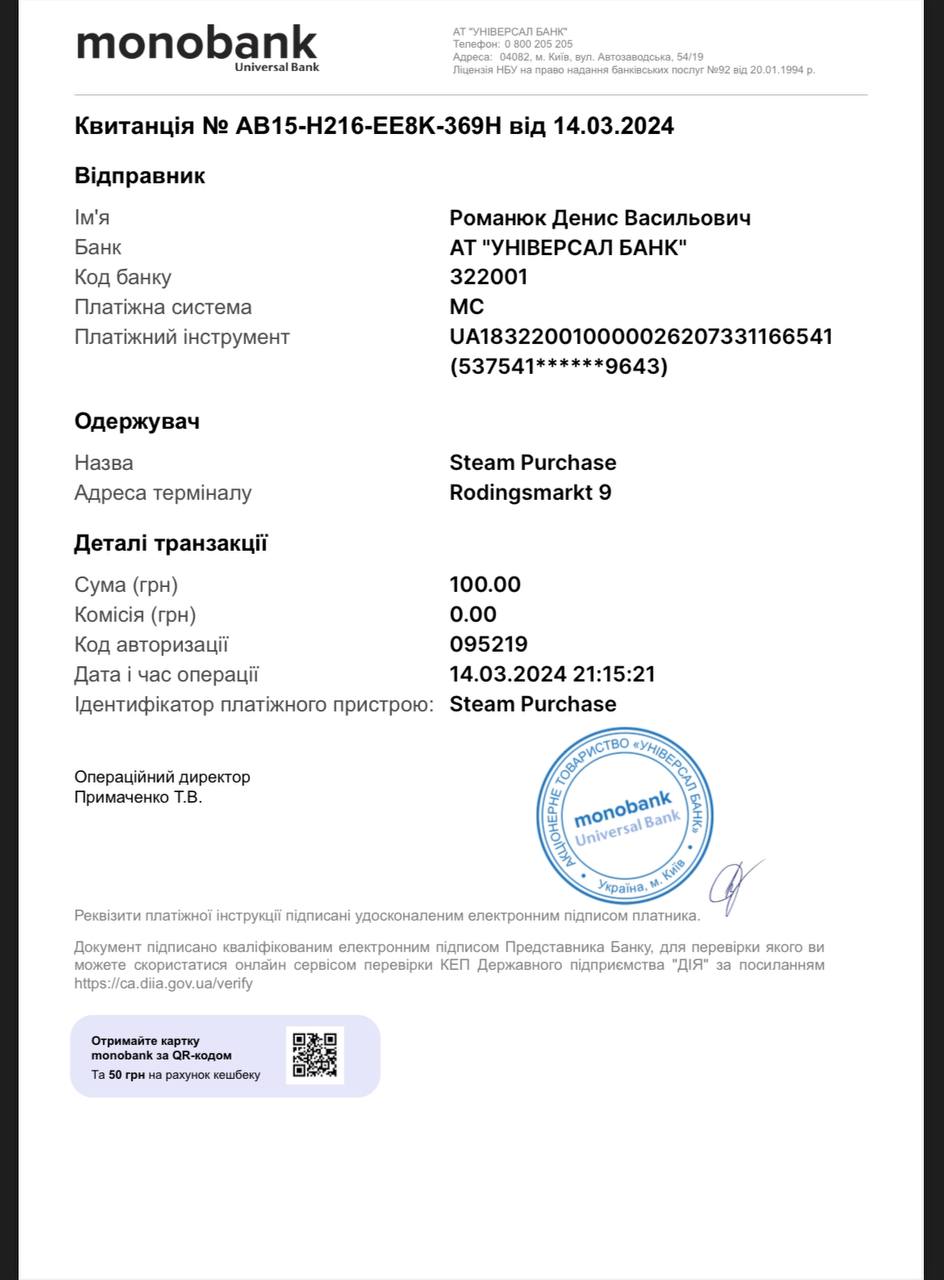 monobank
Universal Bank
АТ "УНІВЕРСАЛ БАНК"
Телефон: 0 800 205 205
Адреса: 04082, м. Київ, вул. Автозаводська, 54/19
Ліцензія НБУ на право надання банківських послуг №92 від 20.01.1994 р.
Квитанція № AB15-H216-EE8K-369H від 14.03.2024
Відправник
Ім'я Романюк Денис Васильович
Банк АТ "УНІВЕРСАЛ БАНК"
Код банку 322001
Платіжна система МС
Платіжний інструмент UA183220010000026207331166541
(537541******9643)
Одержувач
Назва Steam Purchase
Адреса терміналу Rodingsmarkt 9
Деталі транзакції
Сума (грн) 100.00
Комісія (грн) 0.00
Код авторизації 095219
Дата і час операції 14.03.2024 21:15:21
Ідентифікатор платіжного пристрою: Steam Purchase
Операційний директор
Примаченко Т.В.
АКЦІОНЕРНЕ ТОВАРИСТВО «УНІВЕРСАЛ БАНК»
monobank
Universal Bank
Україна, м. Київ
Реквізити платіжної інструкції підписані удосконаленим електронним підписом платника.
Документ підписано кваліфікованим електронним підписом Представника Банку, для перевірки якого ви
можете скористатися онлайн сервісом перевірки КЕП Державного підприємства "ДІЯ" за посиланням
https://ca.diia.gov.ua/verify
Отримайте картку
monobank за QR-кодом
Та 50 грн на рахунок кешбеку